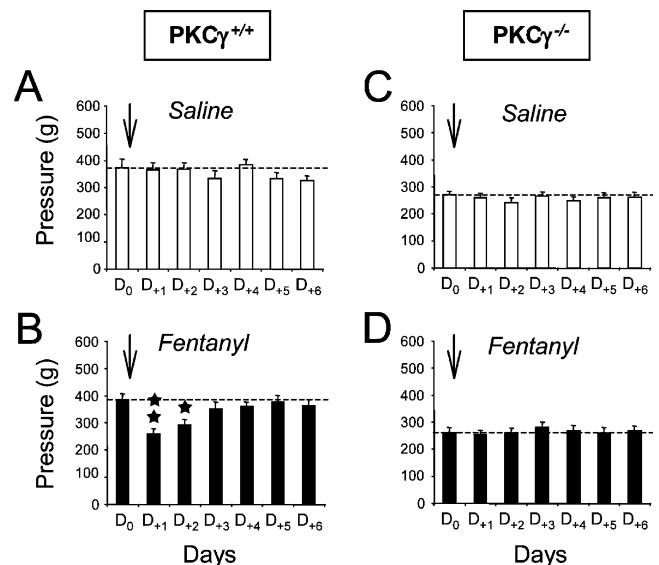 PKCγ+/+
PKCγ-/-
A
Saline
Pressure (g)
600
500
400
300
200
100
0
D0 D+1 D+2 D+3 D+4 D+5 D+6
C
Saline
600
500
400
300
200
100
0
D0 D+1 D+2 D+3 D+4 D+5 D+6
B
Fentanyl
Pressure (g)
600
500
400
300
200
100
0
D0 D+1 D+2 D+3 D+4 D+5 D+6
Days
D
Fentanyl
600
500
400
300
200
100
0
D0 D+1 D+2 D+3 D+4 D+5 D+6
Days